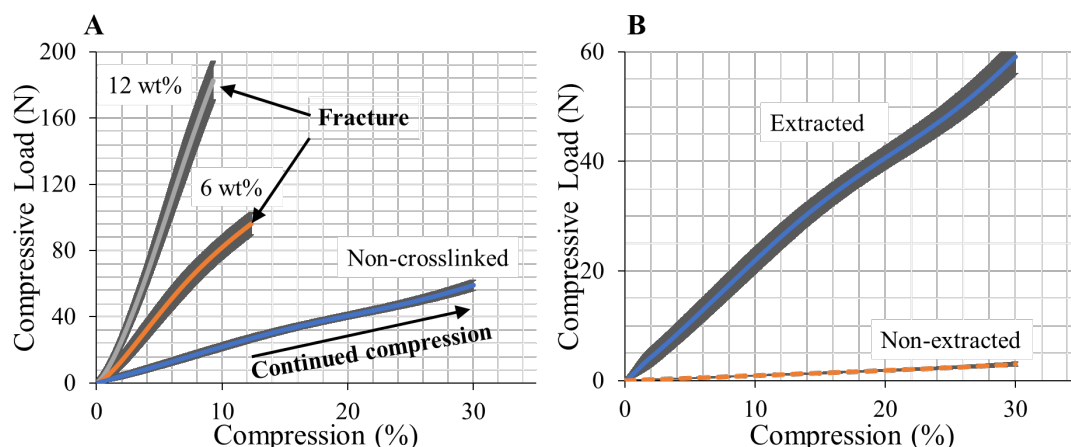 A
Compressive Load (N)
200
160
120
80
40
0
12 wt%
Fracture
6 wt%
Non-crosslinked
Continued compression
0 10 20 30
Compression (%)
B
Compressive Load (N)
60
40
20
0
Extracted
Non-extracted
0 10 20 30
Compression (%)